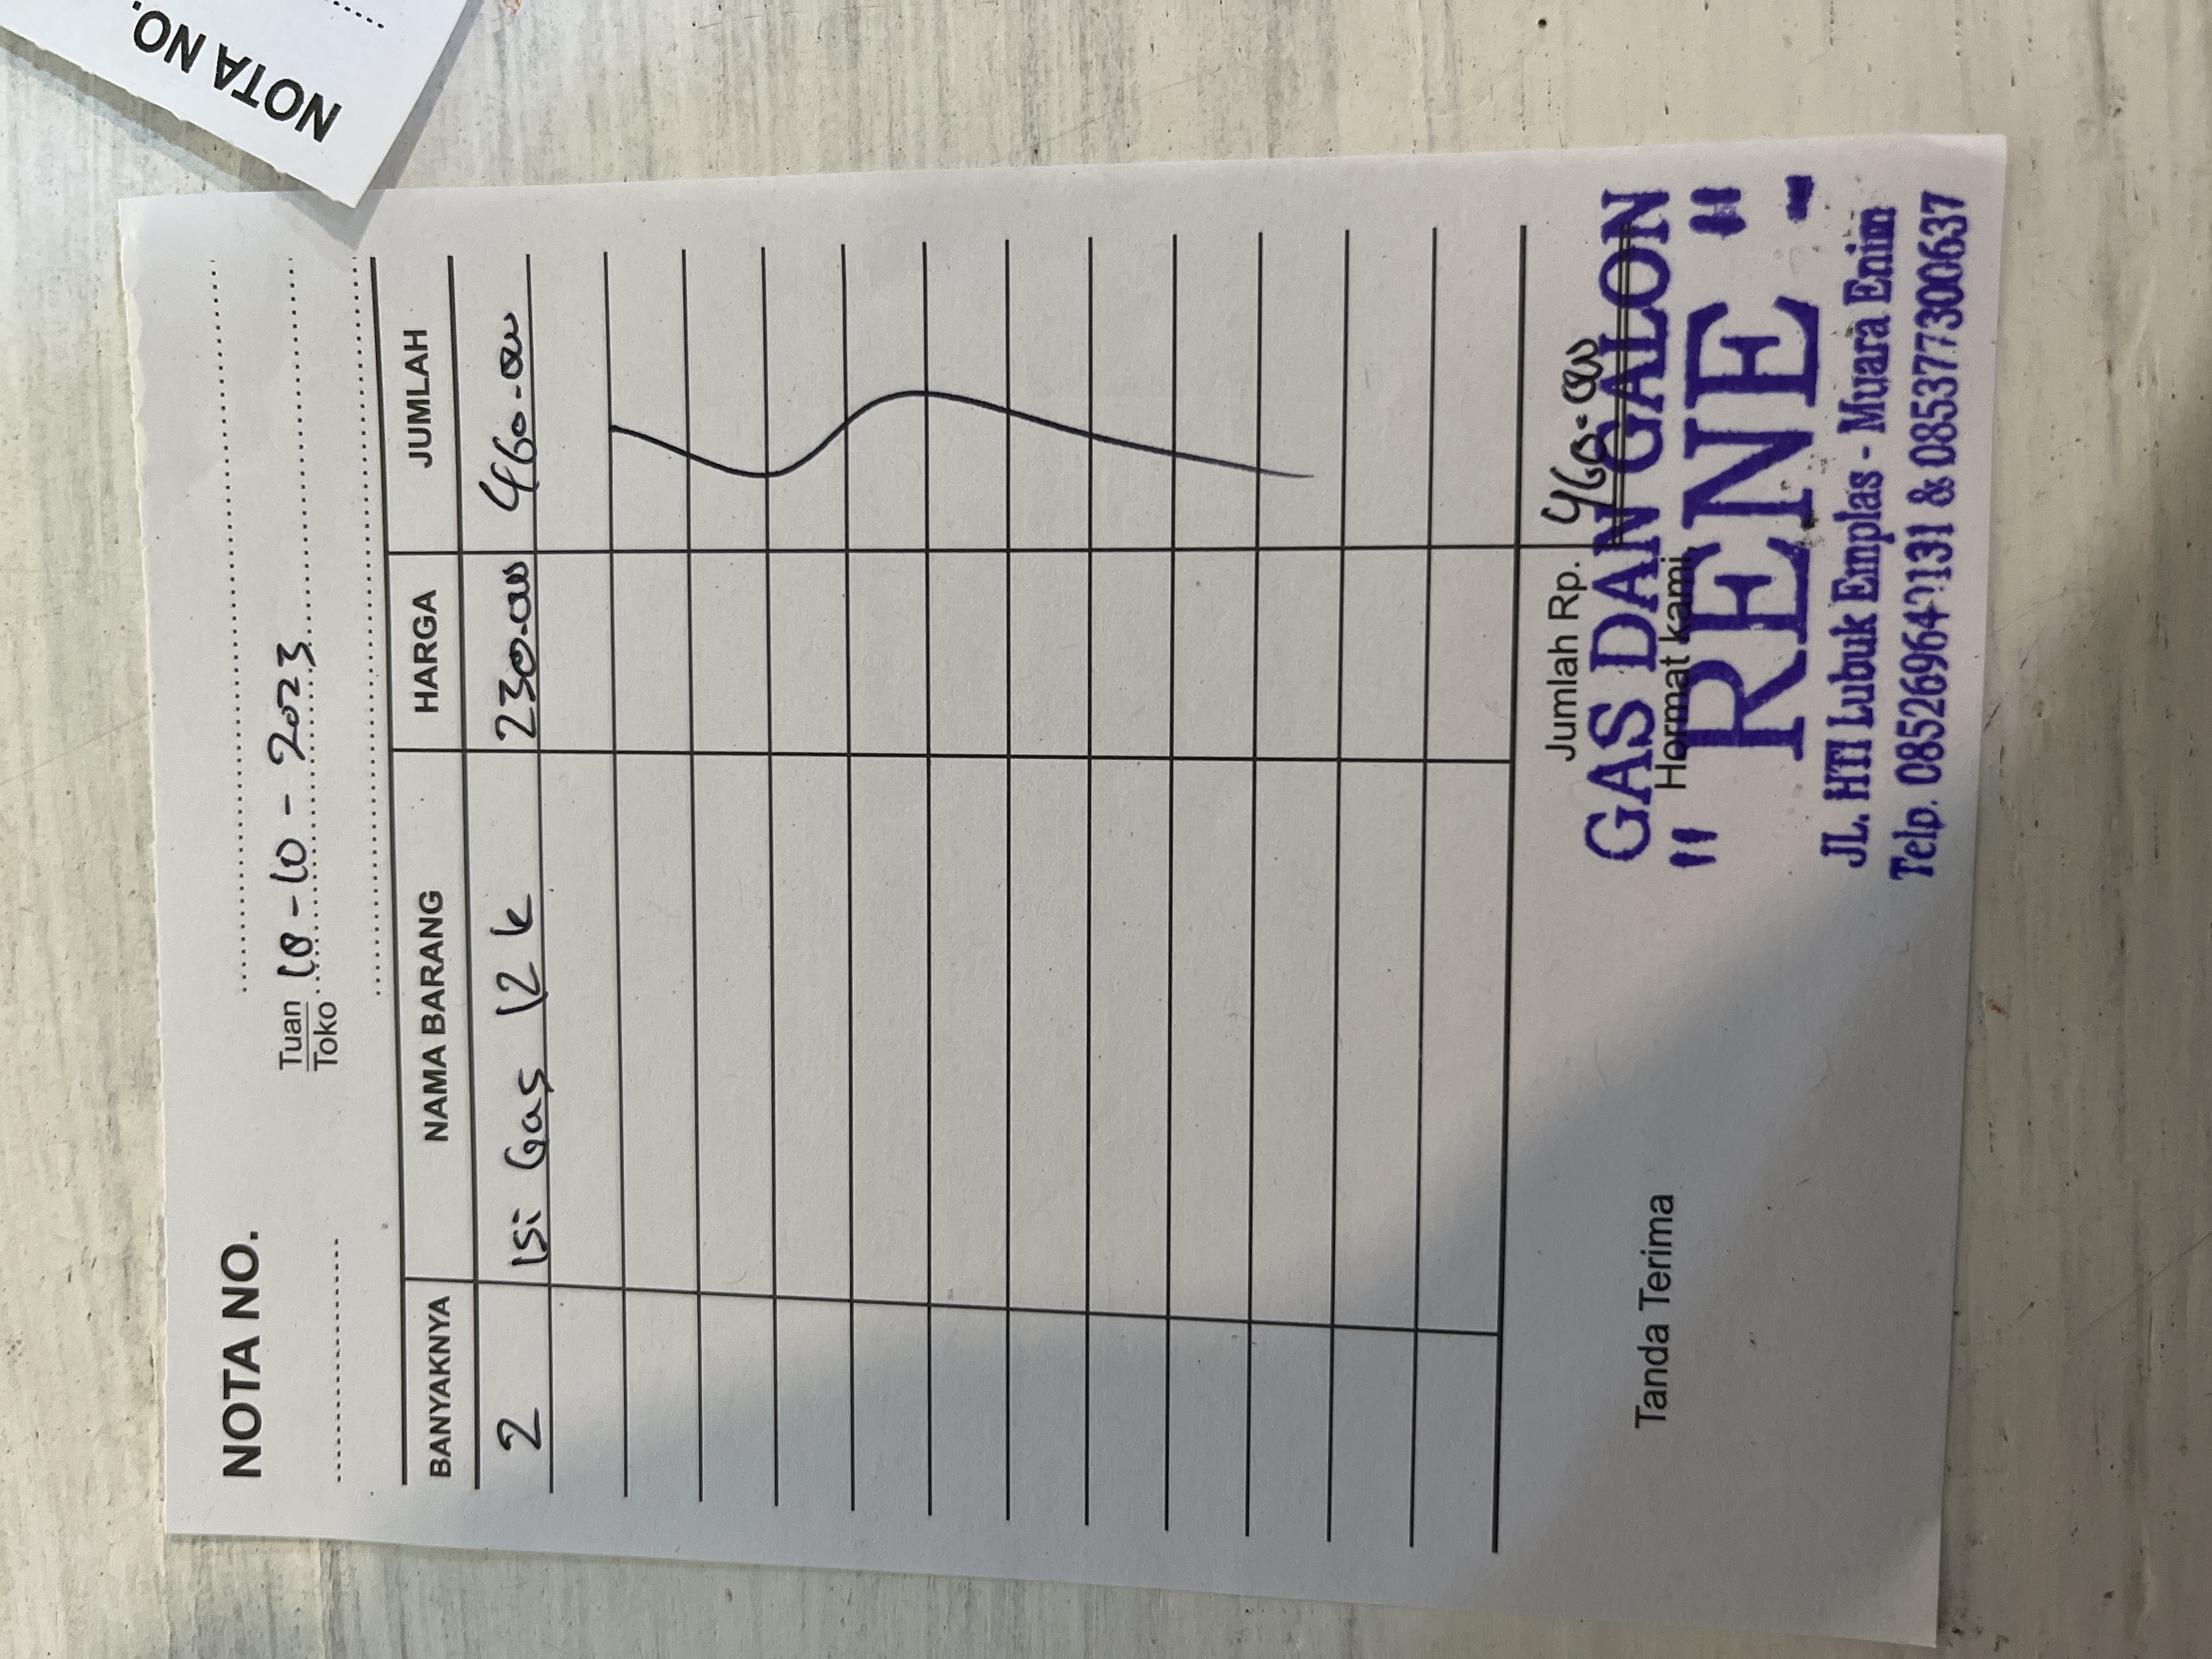 NOTA NO.
NOTA NO.
Tuan 18-10-2023
Toko
BANYAKNYA NAMA BARANG HARGA JUMLAH
2 Isi Gas 12 k 230.000 460.000
Jumlah Rp. 460.000
Tanda Terima Hormat kami,
GAS DAN GALON
" RENE "
JL. HTI Lubuk Emplas - Muara Enim
Telp. & 085377300637